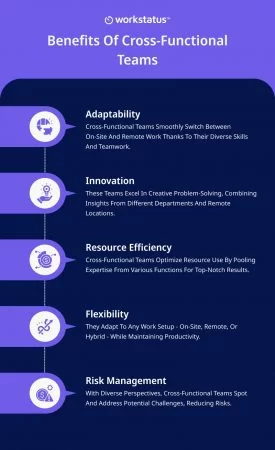 workstatus™
Benefits Of Cross-Functional
Teams
Adaptability
Cross-Functional Teams Smoothly Switch Between
On-Site And Remote Work Thanks To Their Diverse Skills
And Teamwork.
Innovation
These Teams Excel In Creative Problem-Solving, Combining
Insights From Different Departments And Remote
Locations.
Resource Efficiency
Cross-Functional Teams Optimize Resource Use By Pooling
Expertise From Various Functions For Top-Notch Results.
Flexibility
They Adapt To Any Work Setup - On-Site, Remote, Or
Hybrid - While Maintaining Productivity.
Risk Management
With Diverse Perspectives, Cross-Functional Teams Spot
And Address Potential Challenges, Reducing Risks.